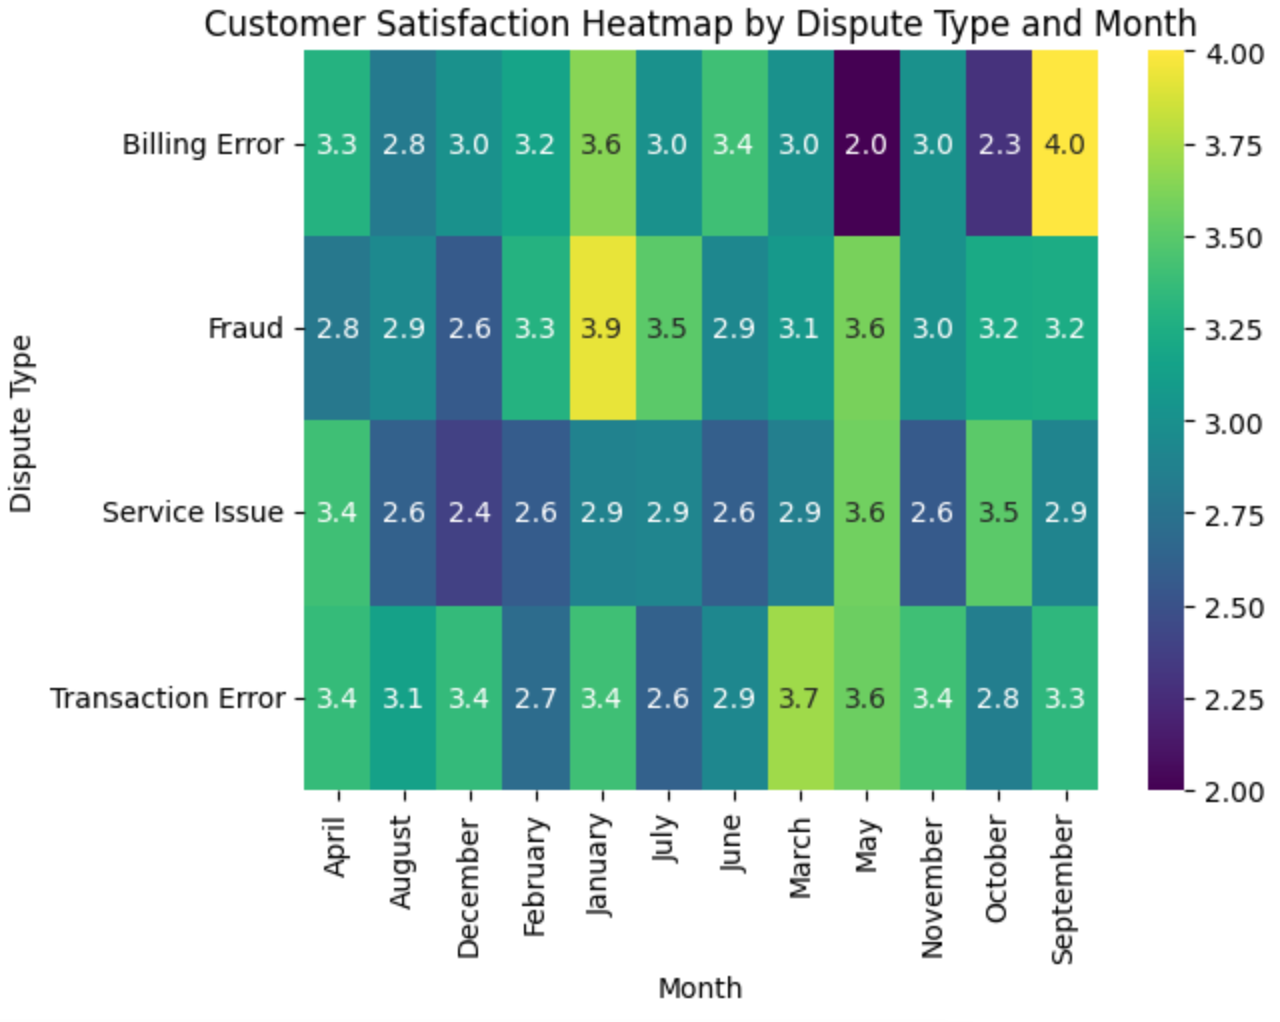 Customer Satisfaction Heatmap by Dispute Type and Month
Dispute Type
Billing Error 3.3 2.8 3.0 3.2 3.6 3.0 3.4 3.0 2.0 3.0 2.3 4.0
Fraud 2.8 2.9 2.6 3.3 3.9 3.5 2.9 3.1 3.6 3.0 3.2 3.2
Service Issue 3.4 2.6 2.4 2.6 2.9 2.9 2.6 2.9 3.6 2.6 3.5 2.9
Transaction Error 3.4 3.1 3.4 2.7 3.4 2.6 2.9 3.7 3.6 3.4 2.8 3.3
April August December February January July June March May November October September
Month
4.00
3.75
3.50
3.25
3.00
2.75
2.50
2.25
2.00